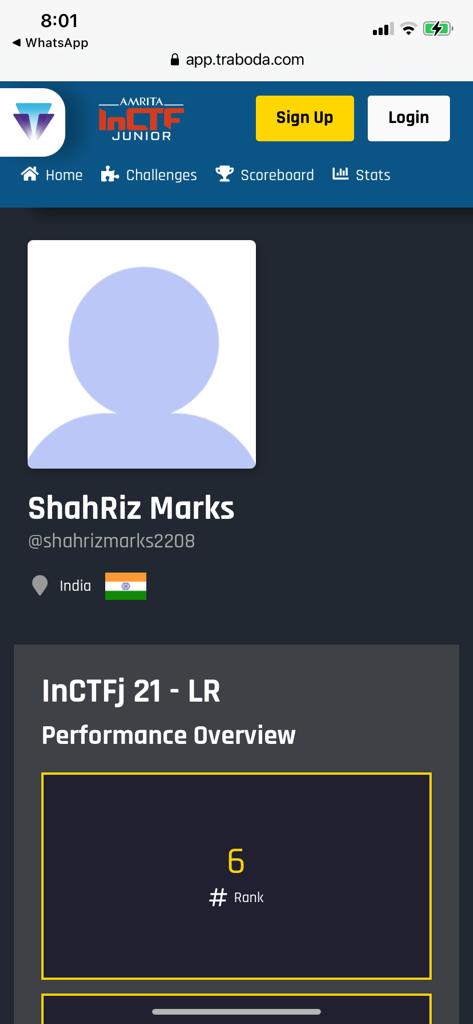 8:01
WhatsApp
app.traboda.com
AMRITA
InCTF
JUNIOR
Sign Up
Login
Home Challenges Scoreboard Stats
ShahRiz Marks
@shahrizmarks2208
India
InCTFj 21 - LR
Performance Overview
6
# Rank